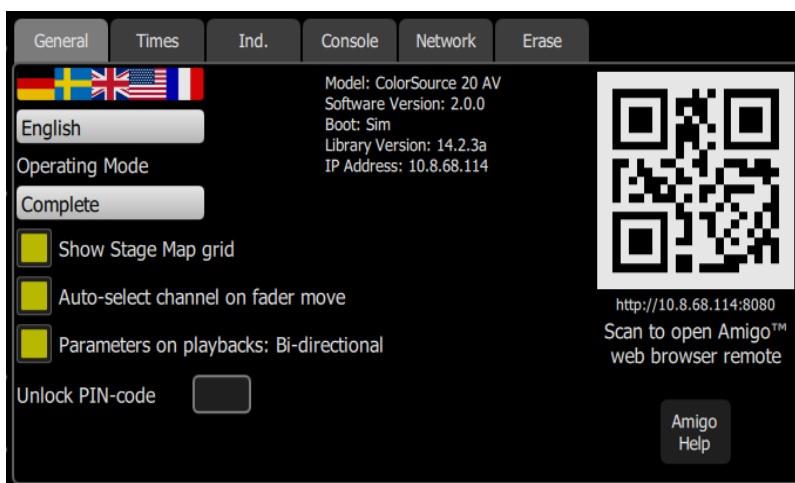 General
Times
Ind.
Console
Network
Erase
English
Operating Mode
Complete
Show Stage Map grid
Auto-select channel on fader move
Parameters on playbacks: Bi-directional
Unlock PIN-code
Model: ColorSource 20 AV
Software Version: 2.0.0
Boot: Sim
Library Version: 14.2.3a
IP Address: 10.8.68.114
http://10.8.68.114:8080
Scan to open Amigo™
web browser remote
Amigo
Help